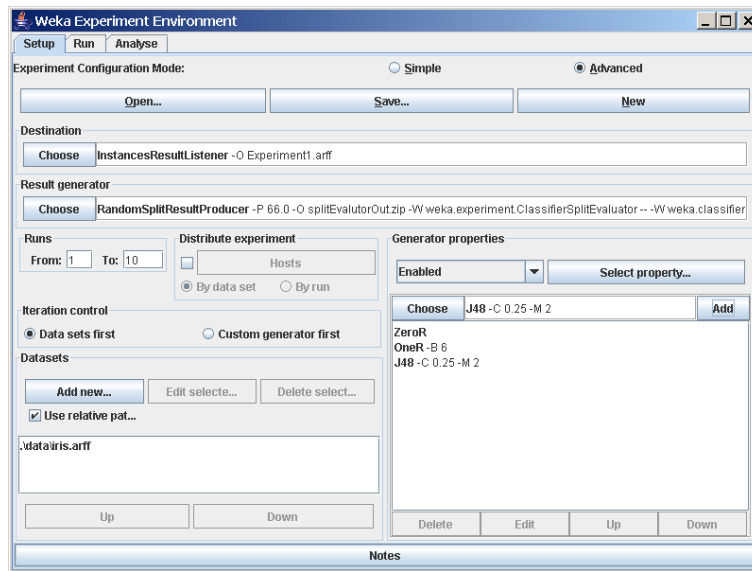 Weka Experiment Environment
Setup Run Analyse
Experiment Configuration Mode: Simple Advanced
Open... Save... New
Destination
Choose InstancesResultListener -O Experiment1.arff
Result generator
Choose RandomSplitResultProducer -P 66.0 -O splitEvalutorOut.zip -W weka.experiment.ClassifierSplitEvaluator -- -W weka.classifier
Runs
From: 1 To: 10
Distribute experiment
Hosts
By data set By run
Generator properties
Enabled Select property...
Iteration control
Data sets first Custom generator first
Choose J48 -C 0.25 -M 2 Add
ZeroR
OneR -B 6
J48 -C 0.25 -M 2
Datasets
Add new... Edit selecte... Delete select...
Use relative pat...
.\data\iris.arff
Up Down
Delete Edit Up Down
Notes